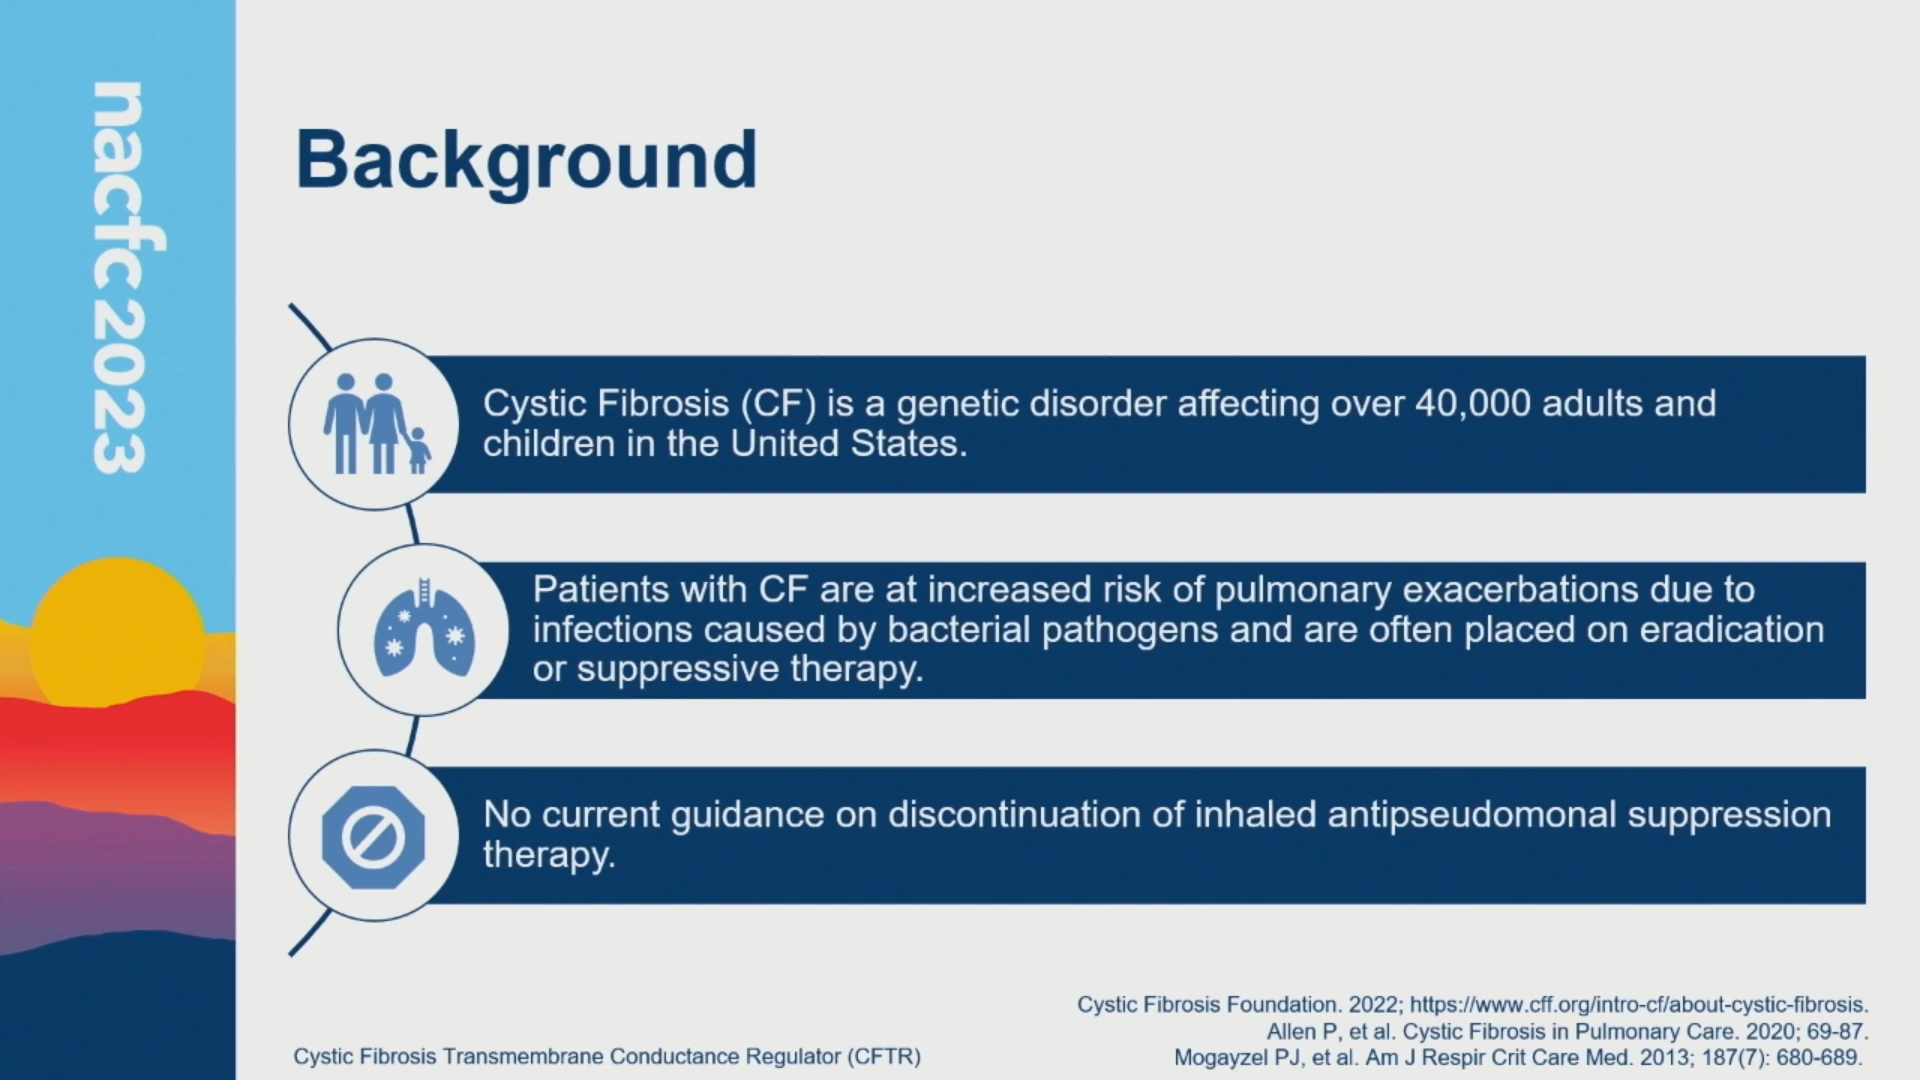 nacfc 2023
Background
Cystic Fibrosis (CF) is a genetic disorder affecting over 40,000 adults and
children in the United States.
Patients with CF are at increased risk of pulmonary exacerbations due to
infections caused by bacterial pathogens and are often placed on eradication
or suppressive therapy.
No current guidance on discontinuation of inhaled antipseudomonal suppression
therapy.
Cystic Fibrosis Foundation. 2022; https://www.cff.org/intro-cf/about-cystic-fibrosis.
Allen P, et al. Cystic Fibrosis in Pulmonary Care. 2020; 69-87.
Mogayzel PJ, et al. Am J Respir Crit Care Med. 2013; 187(7): 680-689.
Cystic Fibrosis Transmembrane Conductance Regulator (CFTR)